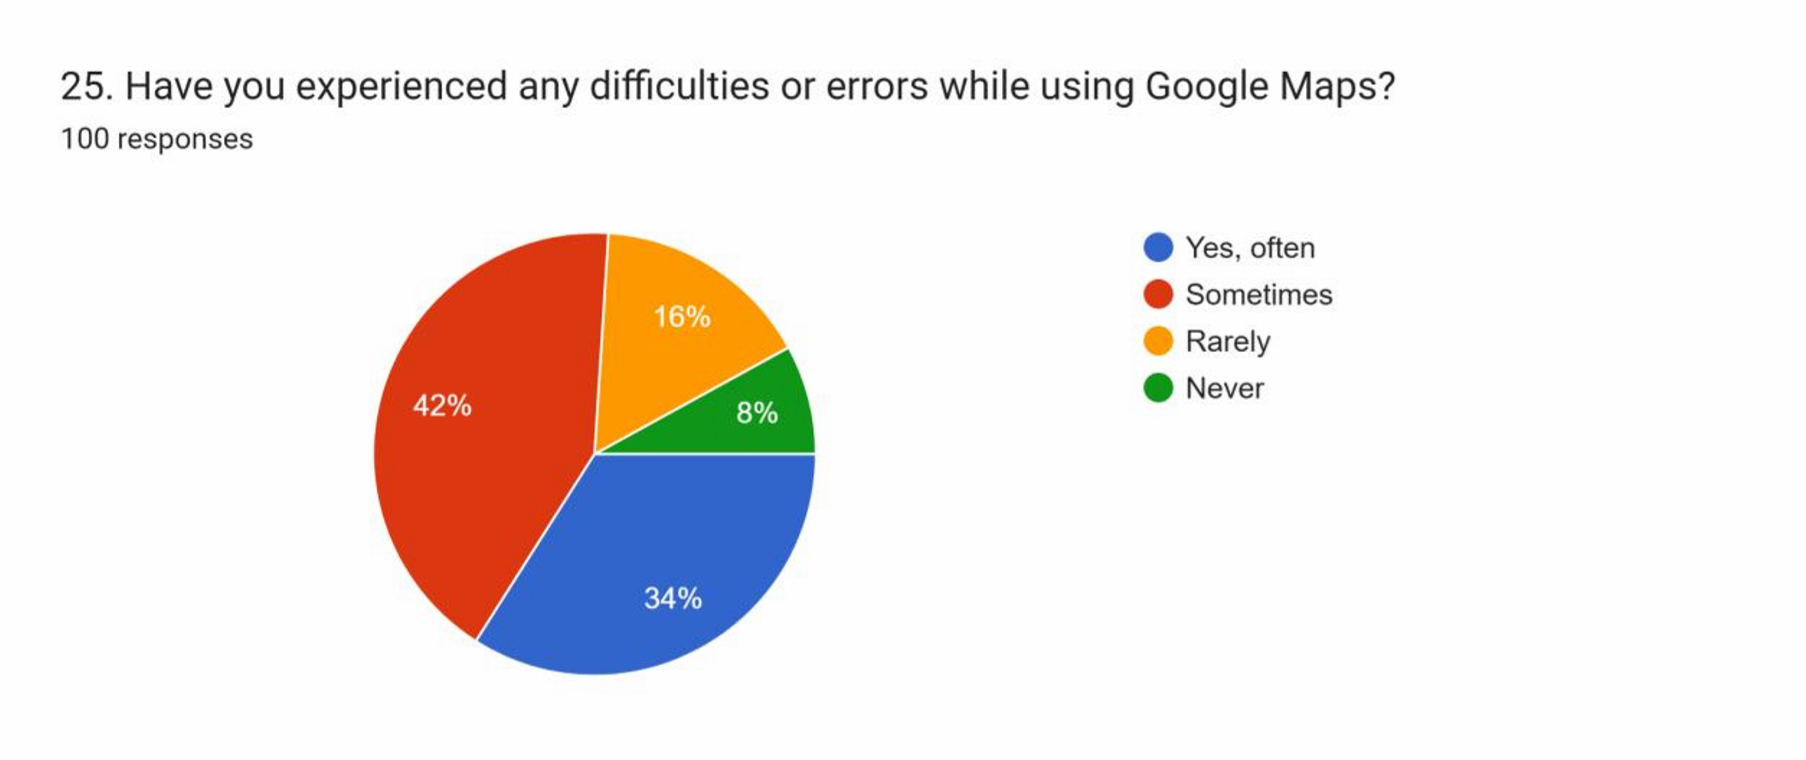 25. Have you experienced any difficulties or errors while using Google Maps?
100 responses
16%
42%
8%
34%
Yes, often
Sometimes
Rarely
Never